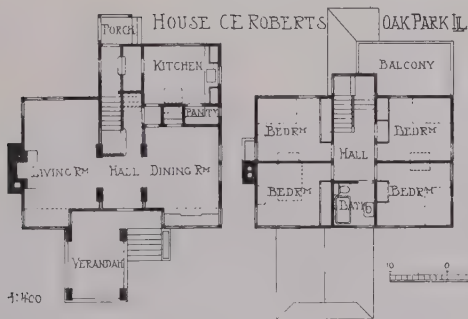 HOUSE C E ROBERTS OAK PARK ILL
PORCH
KITCHEN
PANTY
LIVING RM
HALL
DINING RM
VERANDAH
1:400
BALCONY
BEDRM
BEDRM
HALL
BEDRM
BATH
BEDRM
10 0